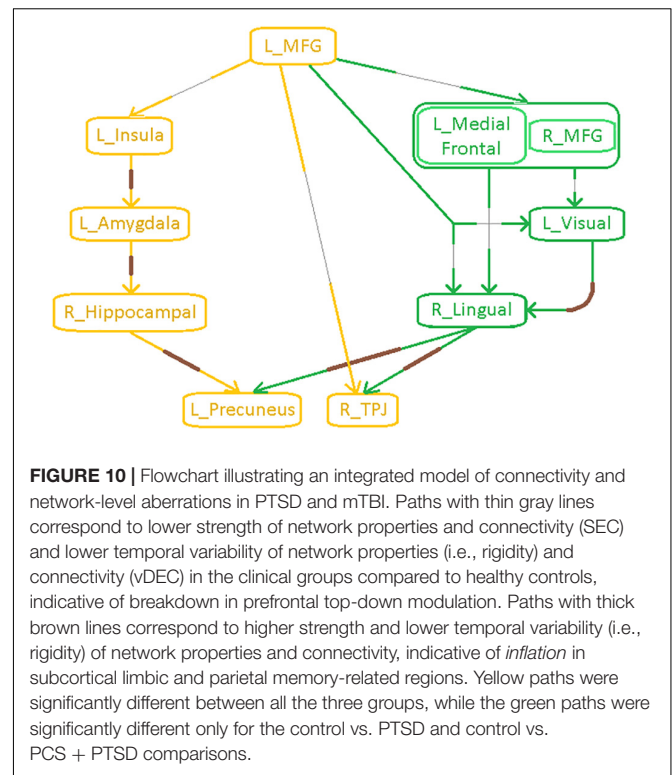 L_MFG
L_Insula
L_Medial
Frontal
R_MFG
L_Amygdala
L_Visual
R_Hippocampal
R_Lingual
L_Precuneus
R_TPJ
FIGURE 10 | Flowchart illustrating an integrated model of connectivity and
network-level aberrations in PTSD and mTBI. Paths with thin gray lines
correspond to lower strength of network properties and connectivity (SEC)
and lower temporal variability of network properties (i.e., rigidity) and
connectivity (vDEC) in the clinical groups compared to healthy controls,
indicative of breakdown in prefrontal top-down modulation. Paths with thick
brown lines correspond to higher strength and lower temporal variability (i.e.,
rigidity) of network properties and connectivity, indicative of inflation in
subcortical limbic and parietal memory-related regions. Yellow paths were
significantly different between all the three groups, while the green paths were
significantly different only for the control vs. PTSD and control vs.
PCS + PTSD comparisons.